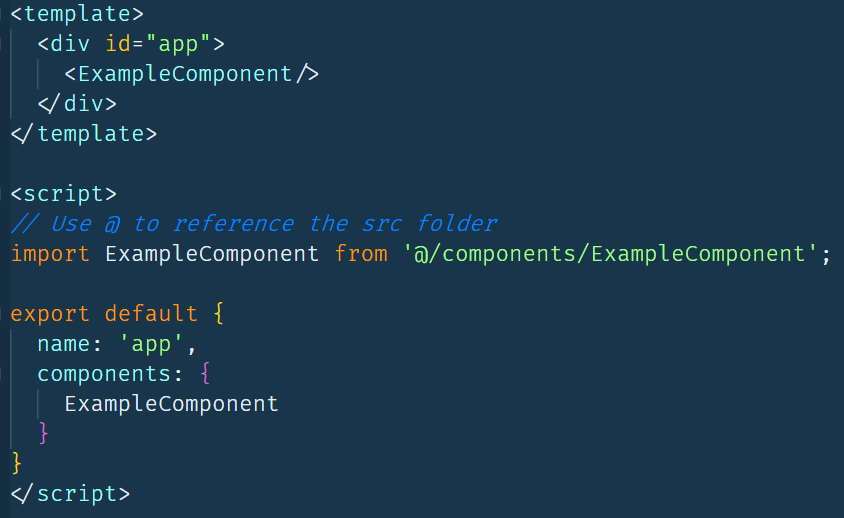 <template>
  <div id="app">
    <ExampleComponent/>
  </div>
</template>

<script>
// Use @ to reference the src folder
import ExampleComponent from '@/components/ExampleComponent';

export default {
  name: 'app',
  components: {
    ExampleComponent
  }
}
</script>